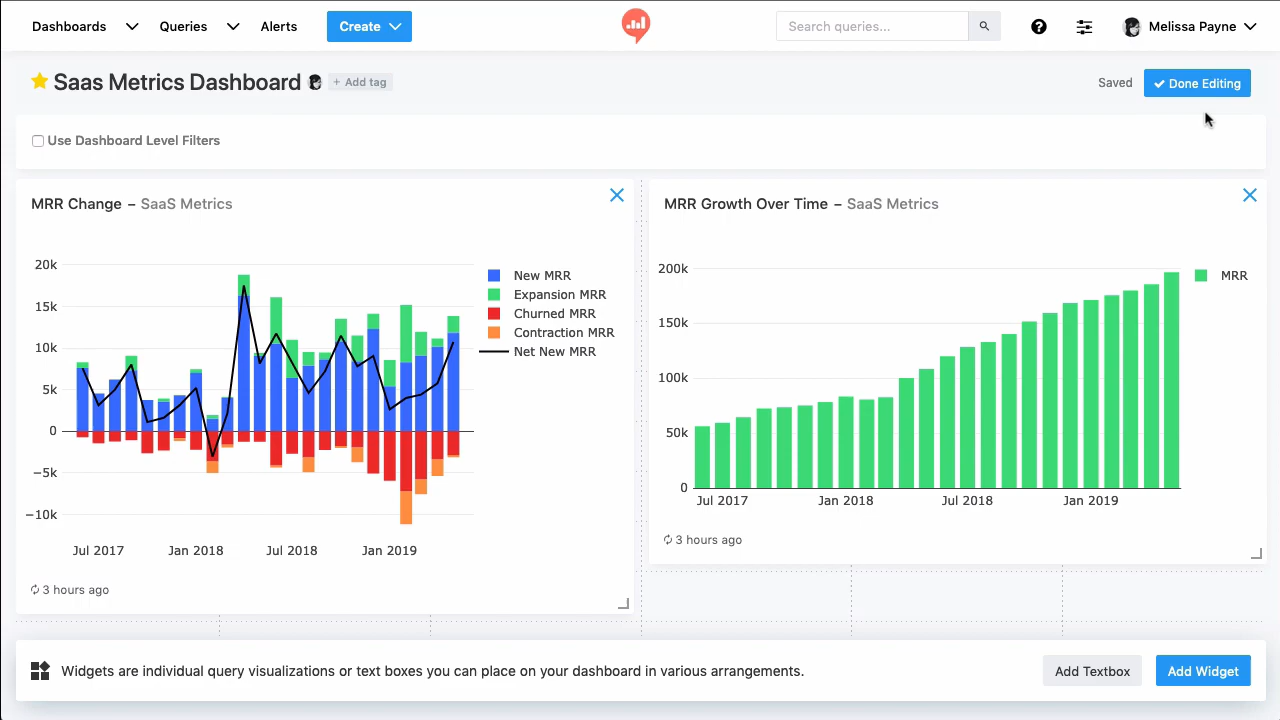 Dashboards Queries Alerts Create Search queries... Melissa Payne
Saas Metrics Dashboard + Add tag Saved Done Editing
Use Dashboard Level Filters
MRR Change – SaaS Metrics
20k
15k
10k
5k
0
−5k
−10k
Jul 2017 Jan 2018 Jul 2018 Jan 2019
New MRR
Expansion MRR
Churned MRR
Contraction MRR
Net New MRR
3 hours ago
MRR Growth Over Time – SaaS Metrics
200k
150k
100k
50k
0
Jul 2017 Jan 2018 Jul 2018 Jan 2019
MRR
3 hours ago
Widgets are individual query visualizations or text boxes you can place on your dashboard in various arrangements. Add Textbox Add Widget